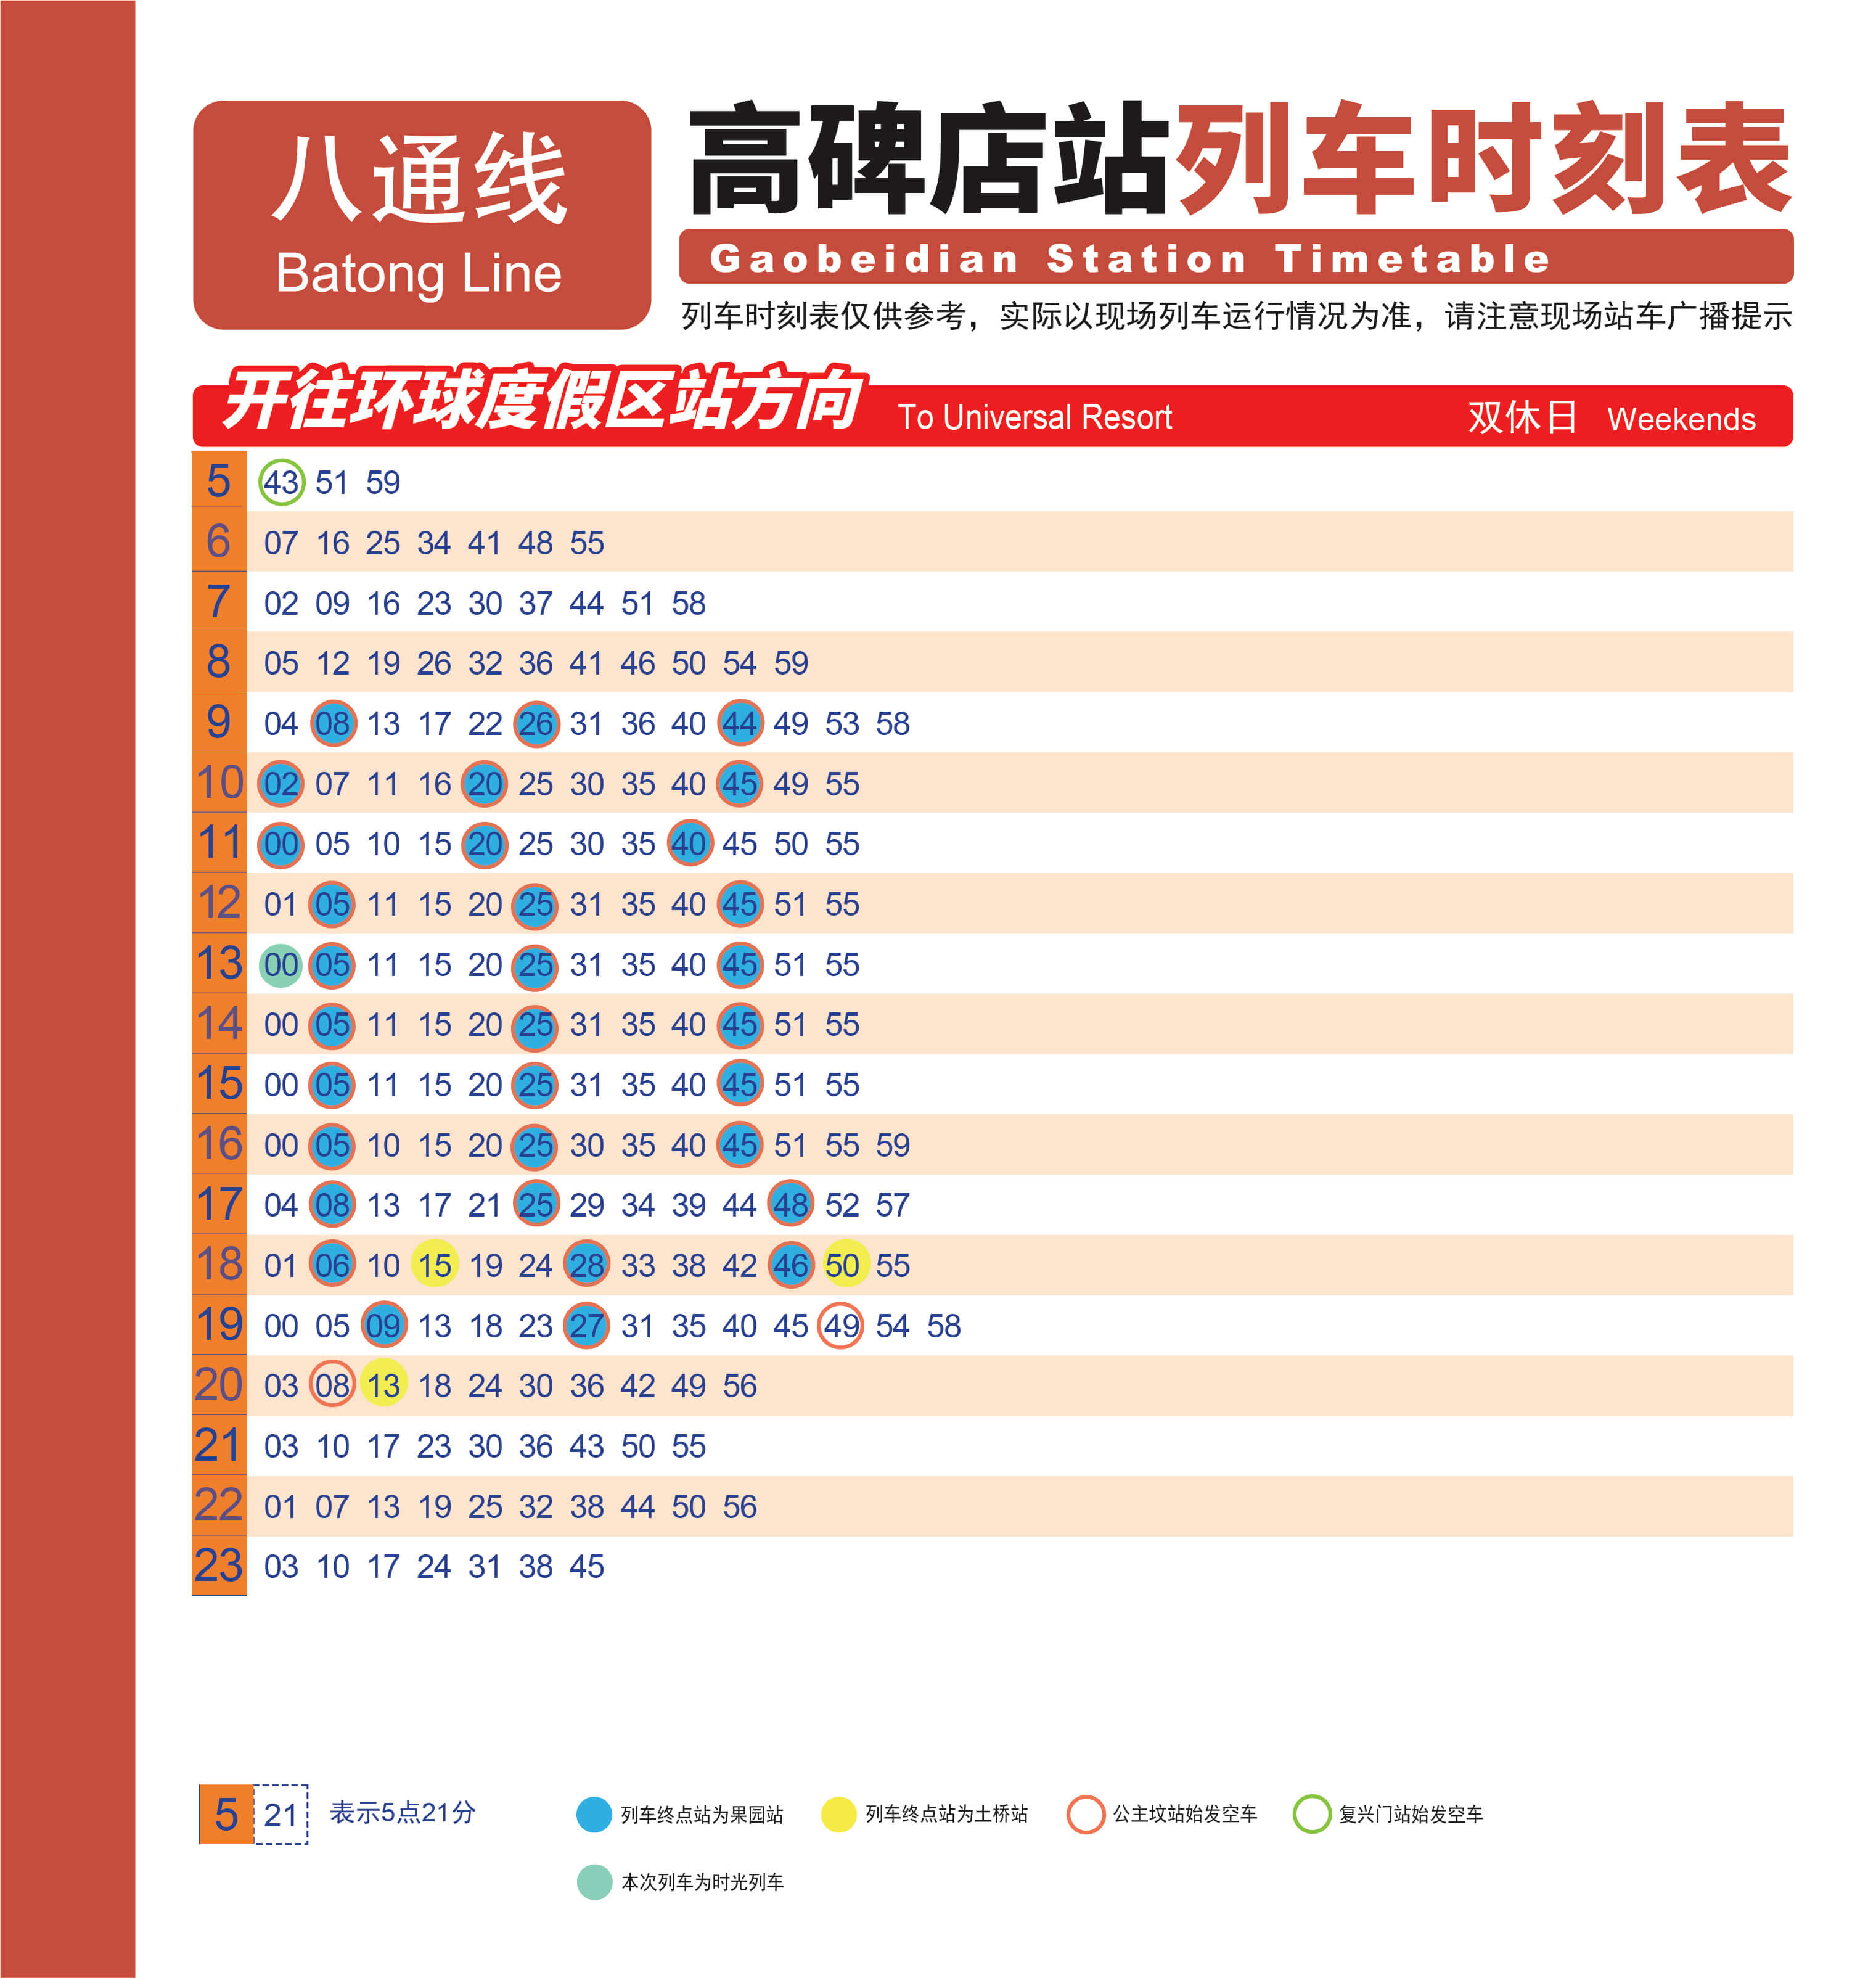 八通线
Batong Line
高碑店站列车时刻表
Gaobeidian Station Timetable
列车时刻表仅供参考，实际以现场列车运行情况为准，请注意现场站车广播提示
开往环球度假区站方向 To Universal Resort 双休日 Weekends
5 43 51 59
6 07 16 25 34 41 48 55
7 02 09 16 23 30 37 44 51 58
8 05 12 19 26 32 36 41 46 50 54 59
9 04 08 13 17 22 26 31 36 40 44 49 53 58
10 02 07 11 16 20 25 30 35 40 45 49 55
11 00 05 10 15 20 25 30 35 40 45 50 55
12 01 05 11 15 20 25 31 35 40 45 51 55
13 00 05 11 15 20 25 31 35 40 45 51 55
14 00 05 11 15 20 25 31 35 40 45 51 55
15 00 05 11 15 20 25 31 35 40 45 51 55
16 00 05 10 15 20 25 30 35 40 45 51 55 59
17 04 08 13 17 21 25 29 34 39 44 48 52 57
18 01 06 10 15 19 24 28 33 38 42 46 50 55
19 00 05 09 13 18 23 27 31 35 40 45 49 54 58
20 03 08 13 18 24 30 36 42 49 56
21 03 10 17 23 30 36 43 50 55
22 01 07 13 19 25 32 38 44 50 56
23 03 10 17 24 31 38 45
5 21 表示5点21分 列车终点站为果园站 列车终点站为土桥站 公主坟站始发空车 复兴门站始发空车
本次列车为时光列车